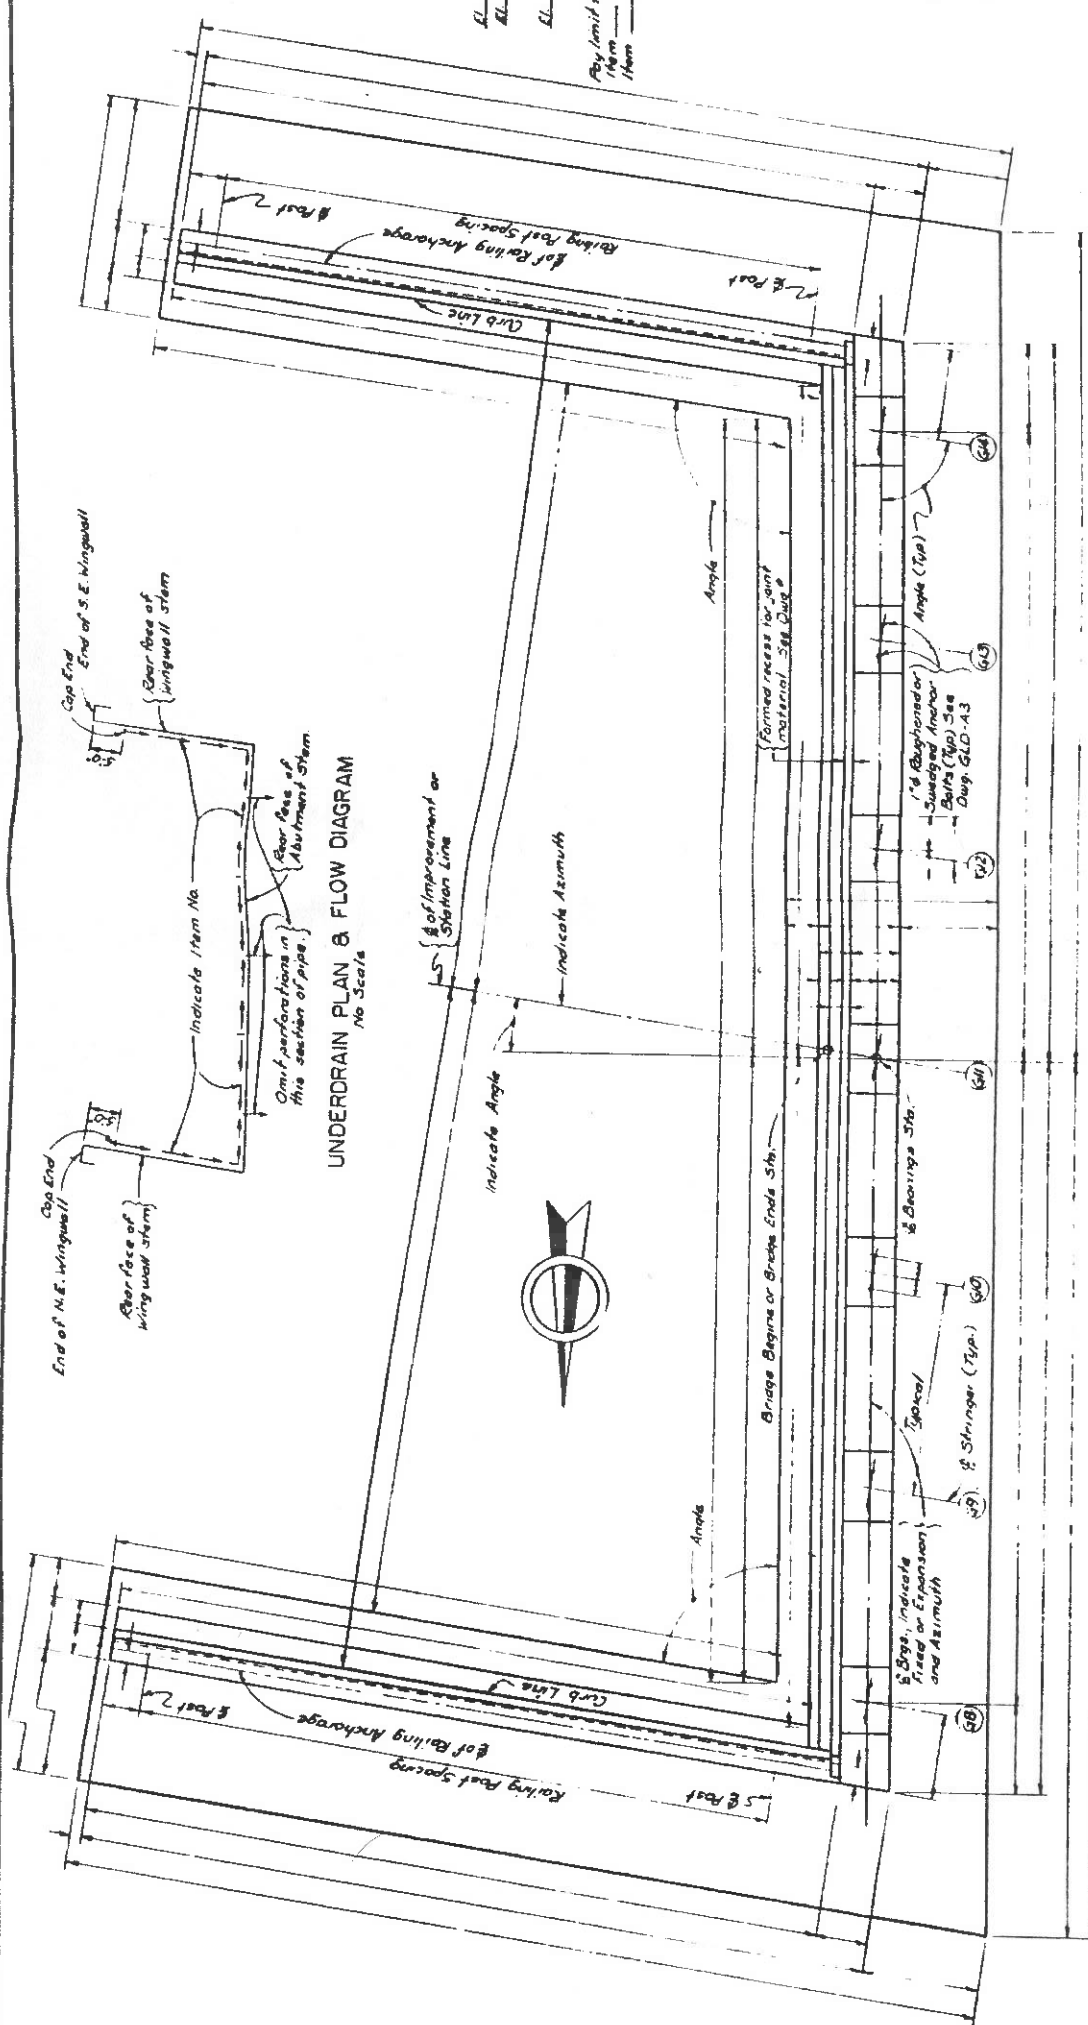 El.
El.
El.
Pay limit
Item
Item
Cap End
End of S.E. Wingwall
Rear face of
wingwall stem
Indicate Item No.
Omit perforations in
this section of pipe.
Rear face of
Abutment Stem.
Cap End
End of N.E. Wingwall
Rear face of
wingwall stem
UNDERDRAIN PLAN & FLOW DIAGRAM
No Scale
℄ Post
Railing Post Spacing
℄ of Railing Anchorage
Curb Line
℄ Post
℄ of Improvement or
Station Line
Indicate Azimuth
Indicate Angle
Angle
Formed recess for joint
material. See Dwg.
Bridge Begins or Bridge Ends Sta.
Angle
Curb Line
℄ of Railing Anchorage
Railing Post Spacing
℄ Post
℄ Post
Angle (Typ)
1"φ Roughened or
Swedged Anchor
Bolts (Typ) See
Dwg. GLD-A3
℄ Bearings Sta.
Typical
℄ Stringer (Typ.)
℄ Brgs., Indicate
Fixed or Expansion
and Azimuth
G8
G9
G10
G11
G12
G13
G14